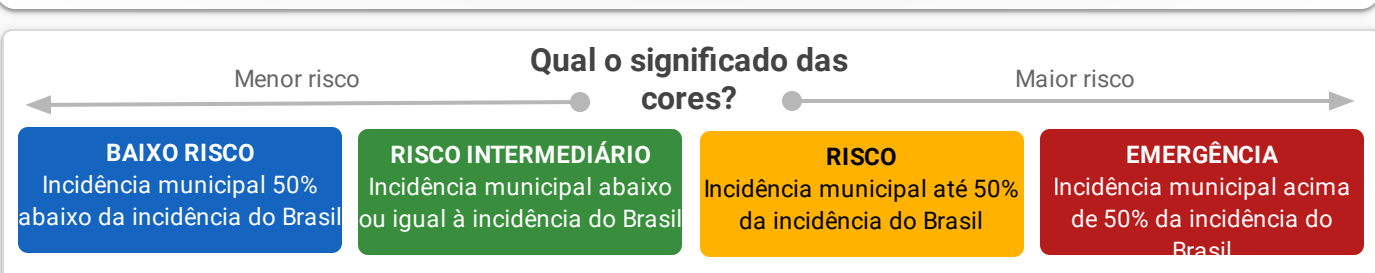 Qual o significado das
cores?
Menor risco
Maior risco
BAIXO RISCO
Incidência municipal 50%
abaixo da incidência do Brasil
RISCO INTERMEDIÁRIO
Incidência municipal abaixo
ou igual à incidência do Brasil
RISCO
Incidência municipal até 50%
da incidência do Brasil
EMERGÊNCIA
Incidência municipal acima
de 50% da incidência do
Brasil